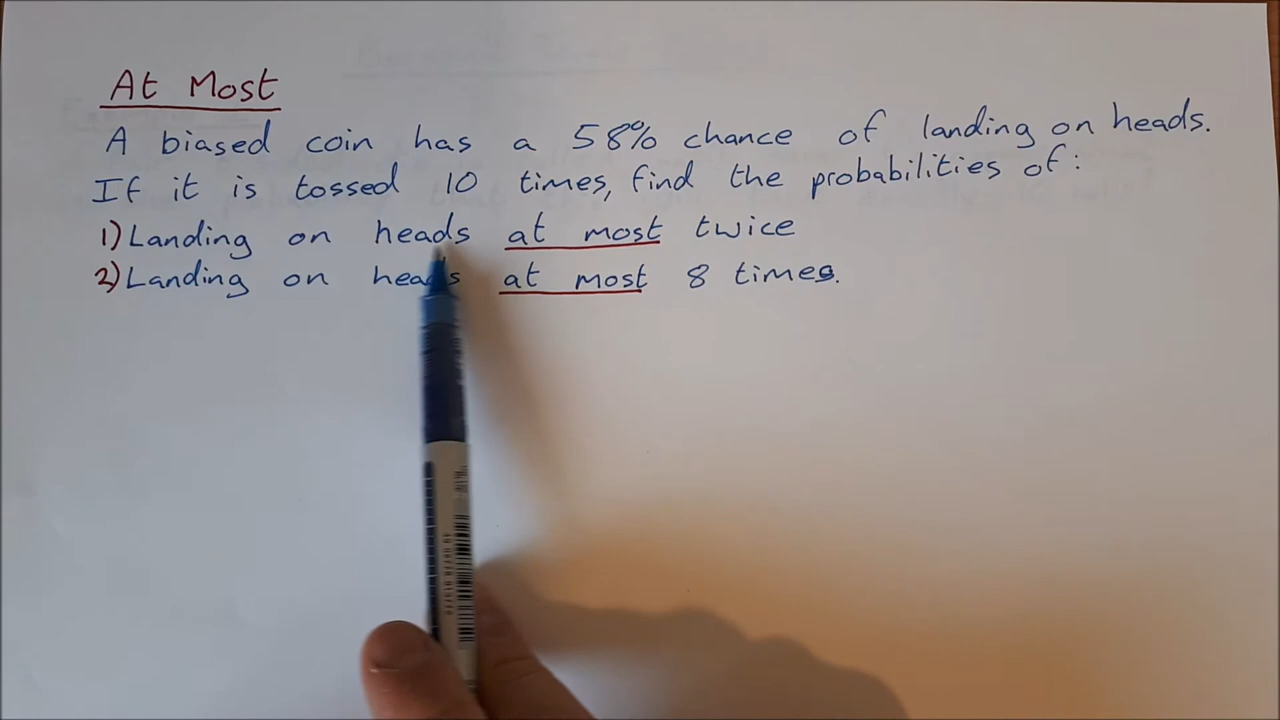 At Most
A biased coin has a 58% chance of landing on heads.
If it is tossed 10 times, find the probabilities of:
1) Landing on heads at most twice
2) Landing on heads at most 8 times.